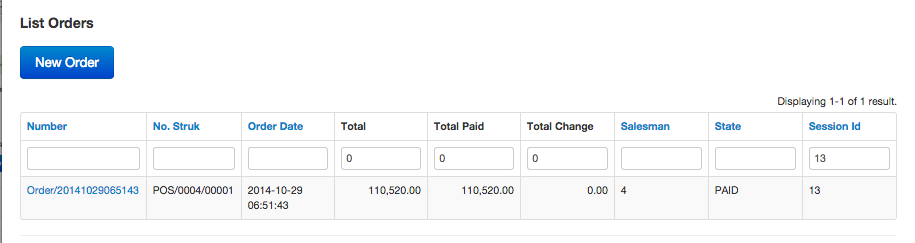 List Orders
New Order
Displaying 1-1 of 1 result.
Number No. Struk Order Date Total Total Paid Total Change Salesman State Session Id
0 0 0 13
Order/20141029065143 POS/0004/00001 2014-10-29 110,520.00 110,520.00 0.00 4 PAID 13
06:51:43